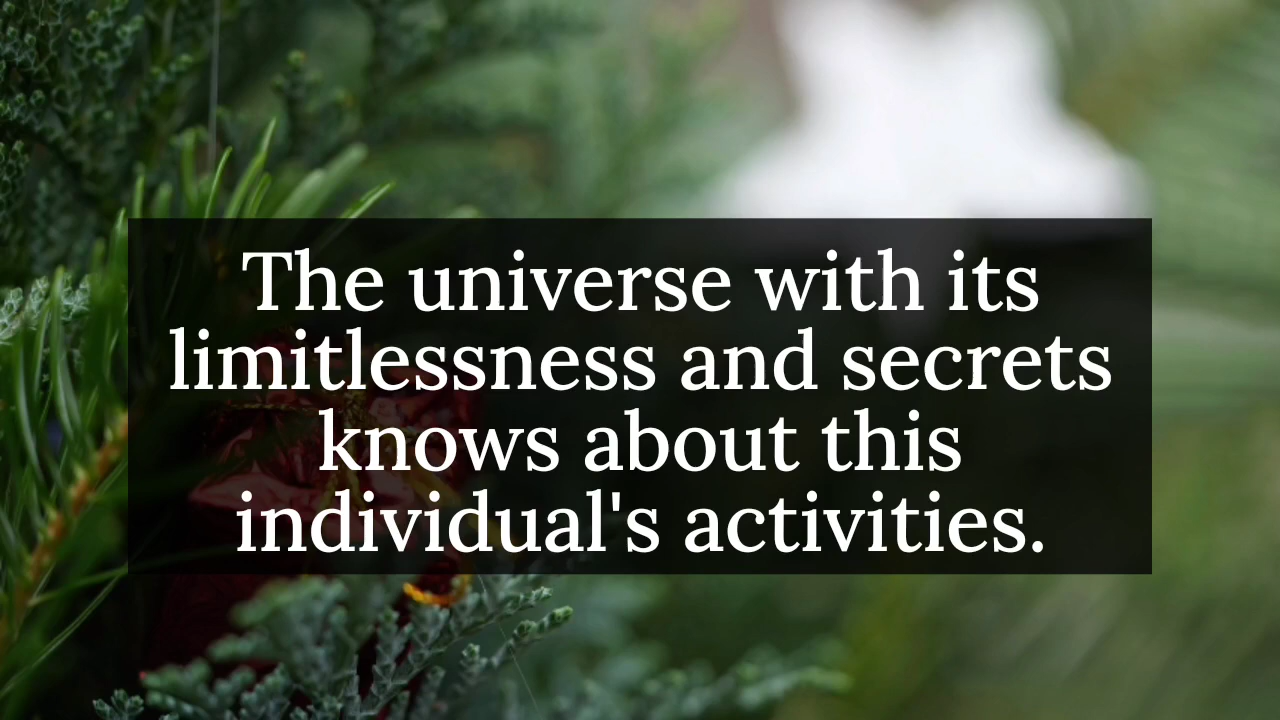 The universe with its
limitlessness and secrets
knows about this
individual's activities.